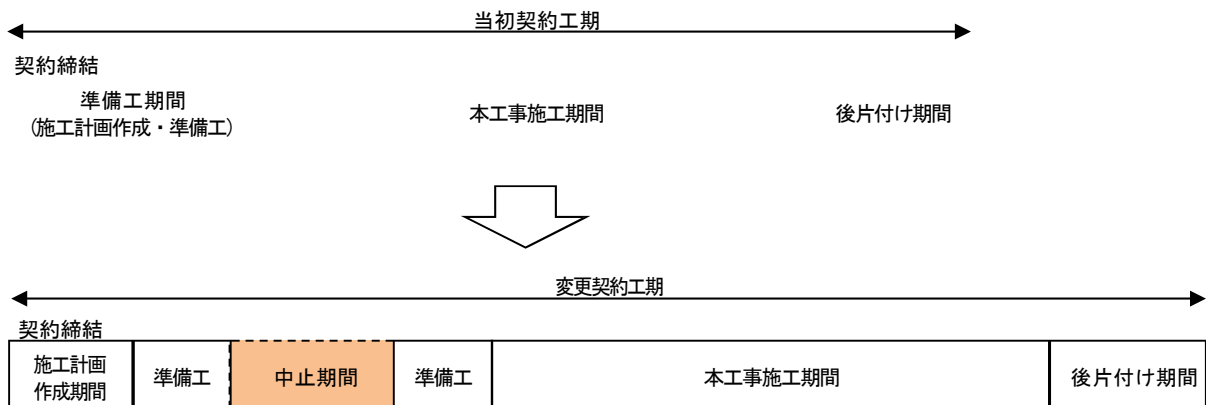 当初契約工期
契約締結
準備工期間
(施工計画作成・準備工)
本工事施工期間
後片付け期間
変更契約工期
契約締結
施工計画
作成期間
準備工
中止期間
準備工
本工事施工期間
後片付け期間